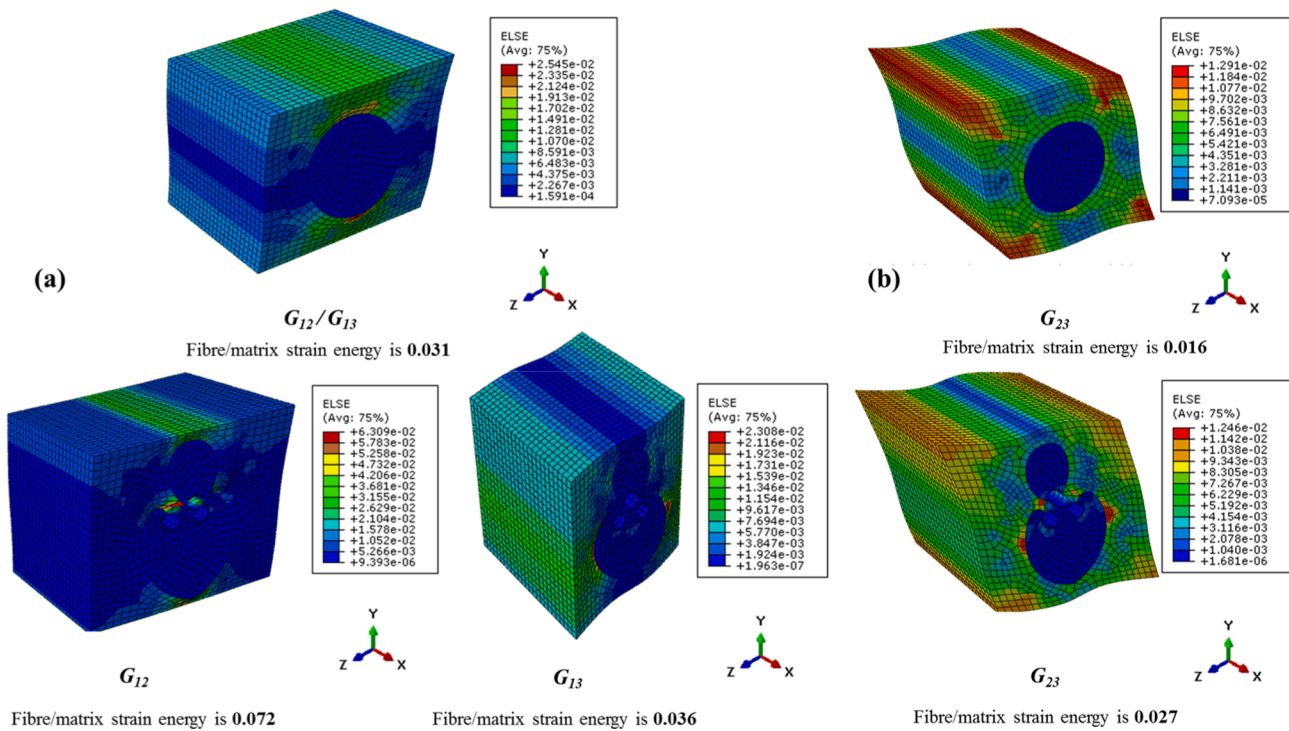 ELSE
(Avg: 75%)
+2.545e-02
+2.335e-02
+2.124e-02
+1.913e-02
+1.702e-02
+1.491e-02
+1.281e-02
+1.070e-02
+8.591e-03
+6.483e-03
+4.375e-03
+2.267e-03
+1.591e-04
(a)
Y
Z
X
G12/G13
Fibre/matrix strain energy is 0.031
ELSE
(Avg: 75%)
+1.291e-02
+1.184e-02
+1.077e-02
+9.702e-03
+8.632e-03
+7.561e-03
+6.491e-03
+5.421e-03
+4.351e-03
+3.281e-03
+2.211e-03
+1.141e-03
+7.093e-05
(b)
Y
Z
X
G23
Fibre/matrix strain energy is 0.016
ELSE
(Avg: 75%)
+6.309e-02
+5.783e-02
+5.258e-02
+4.732e-02
+4.206e-02
+3.681e-02
+3.155e-02
+2.629e-02
+2.104e-02
+1.578e-02
+1.052e-02
+5.266e-03
+9.393e-06
Y
Z
X
G12
Fibre/matrix strain energy is 0.072
ELSE
(Avg: 75%)
+2.308e-02
+2.116e-02
+1.923e-02
+1.731e-02
+1.539e-02
+1.346e-02
+1.154e-02
+9.617e-03
+7.694e-03
+5.770e-03
+3.847e-03
+1.924e-03
+1.963e-07
Y
Z
X
G13
Fibre/matrix strain energy is 0.036
ELSE
(Avg: 75%)
+1.246e-02
+1.142e-02
+1.038e-02
+9.343e-03
+8.305e-03
+7.267e-03
+6.229e-03
+5.192e-03
+4.154e-03
+3.116e-03
+2.078e-03
+1.040e-03
+1.681e-06
Y
Z
X
G23
Fibre/matrix strain energy is 0.027